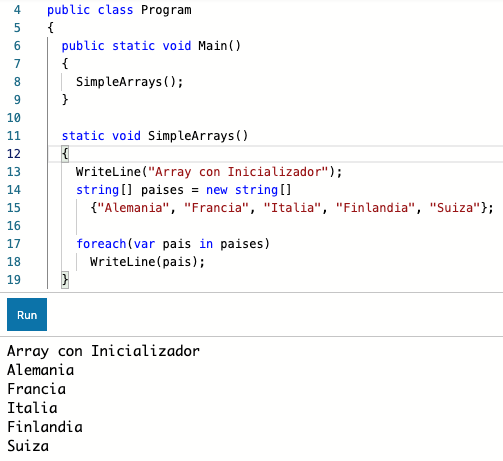 4 public class Program
5 {
6 public static void Main()
7 {
8 SimpleArrays();
9 }
10
11 static void SimpleArrays()
12 {
13 WriteLine("Array con Inicializador");
14 string[] paises = new string[]
15 {"Alemania", "Francia", "Italia", "Finlandia", "Suiza"};
16
17 foreach(var pais in paises)
18 WriteLine(pais);
19 }
Run
Array con Inicializador
Alemania
Francia
Italia
Finlandia
Suiza